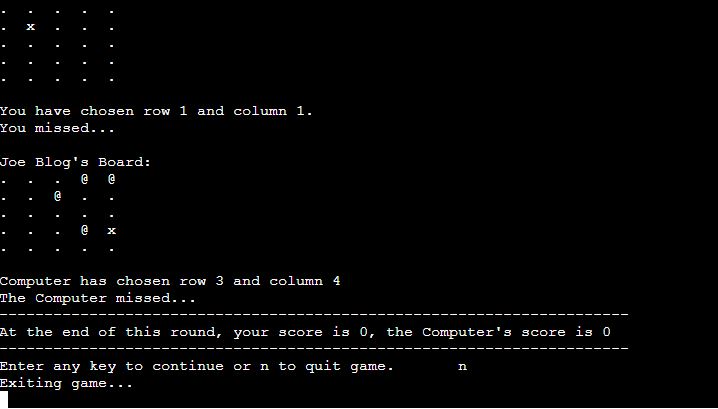 . . . . .
. x . . .
. . . . .
. . . . .
. . . . .
You have chosen row 1 and column 1.
You missed...
Joe Blog's Board:
. . . @ @
. . @ . .
. . . . .
. . . @ x
. . . . .
Computer has chosen row 3 and column 4
The Computer missed...
----------------------------------------------------------------------
At the end of this round, your score is 0, the Computer's score is 0
----------------------------------------------------------------------
Enter any key to continue or n to quit game. n
Exiting game...